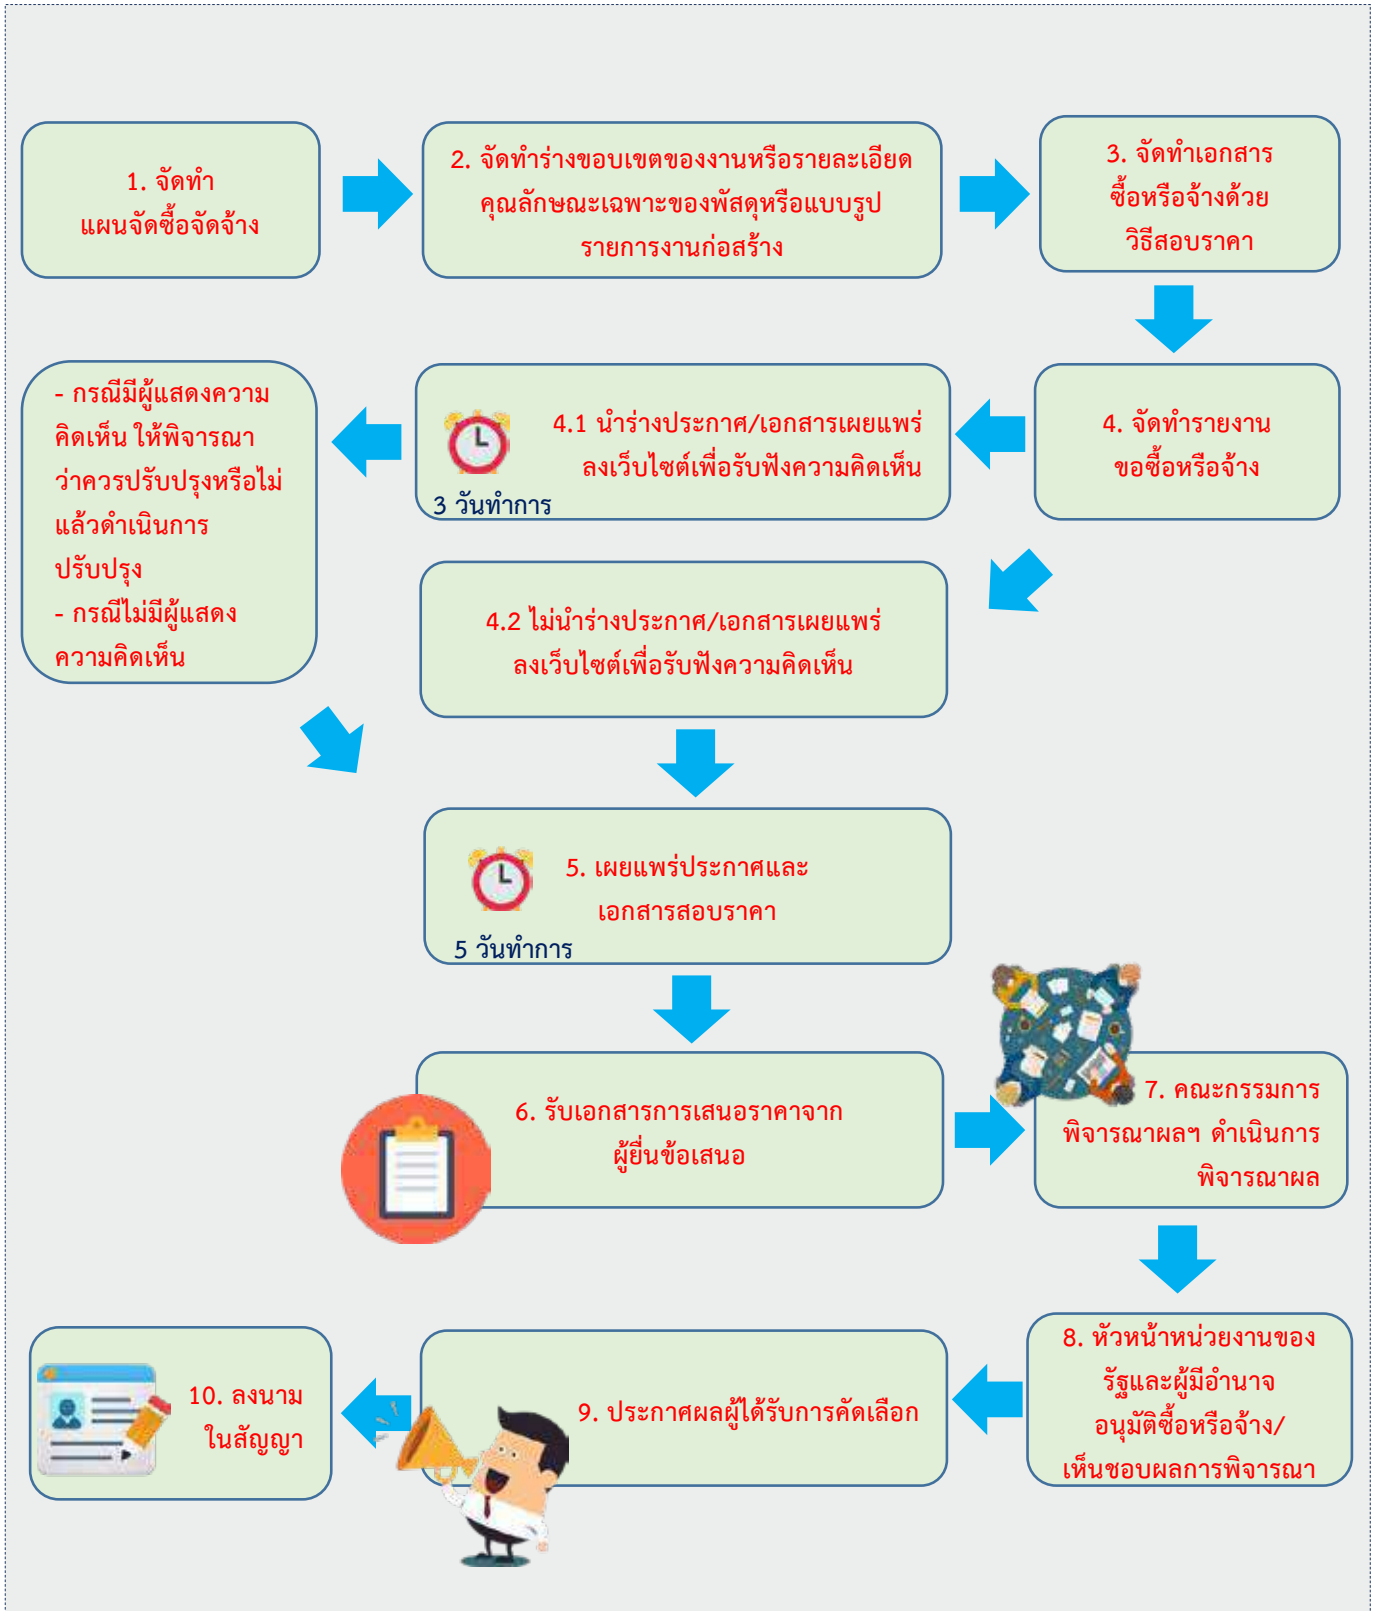 1. จัดทำ
แผนจัดซื้อจัดจ้าง
2. จัดทำร่างขอบเขตของงานหรือรายละเอียด
คุณลักษณะเฉพาะของพัสดุหรือแบบรูป
รายการงานก่อสร้าง
3. จัดทำเอกสาร
ซื้อหรือจ้างด้วย
วิธีสอบราคา
4. จัดทำรายงาน
ขอซื้อหรือจ้าง
4.1 นำร่างประกาศ/เอกสารเผยแพร่
ลงเว็บไซต์เพื่อรับฟังความคิดเห็น
3 วันทำการ
- กรณีมีผู้แสดงความ
คิดเห็น ให้พิจารณา
ว่าควรปรับปรุงหรือไม่
แล้วดำเนินการ
ปรับปรุง
- กรณีไม่มีผู้แสดง
ความคิดเห็น
4.2 ไม่นำร่างประกาศ/เอกสารเผยแพร่
ลงเว็บไซต์เพื่อรับฟังความคิดเห็น
5. เผยแพร่ประกาศและ
เอกสารสอบราคา
5 วันทำการ
6. รับเอกสารการเสนอราคาจาก
ผู้ยื่นข้อเสนอ
7. คณะกรรมการ
พิจารณาผลฯ ดำเนินการ
พิจารณาผล
8. หัวหน้าหน่วยงานของ
รัฐและผู้มีอำนาจ
อนุมัติซื้อหรือจ้าง/
เห็นชอบผลการพิจารณา
9. ประกาศผลผู้ได้รับการคัดเลือก
10. ลงนาม
ในสัญญา